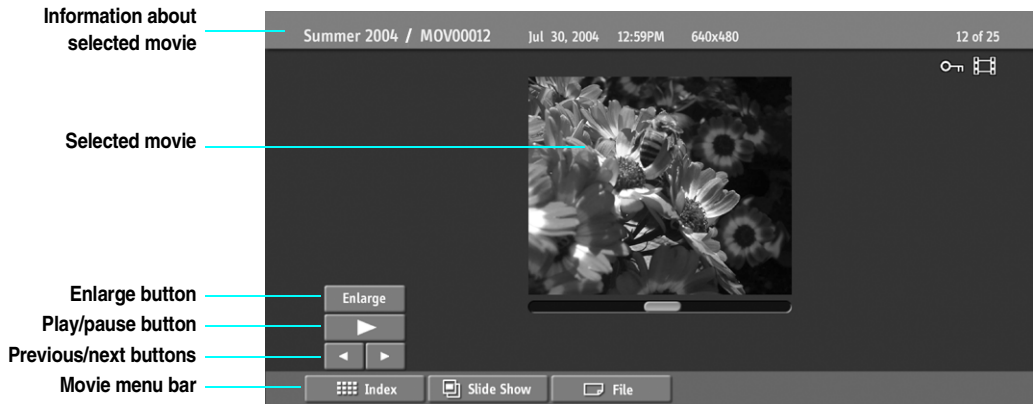 Information about
selected movie
Summer 2004 / MOV00012 Jul 30, 2004 12:59PM 640x480 12 of 25
Selected movie
Enlarge button
Enlarge
Play/pause button
Previous/next buttons
Movie menu bar
Index Slide Show File